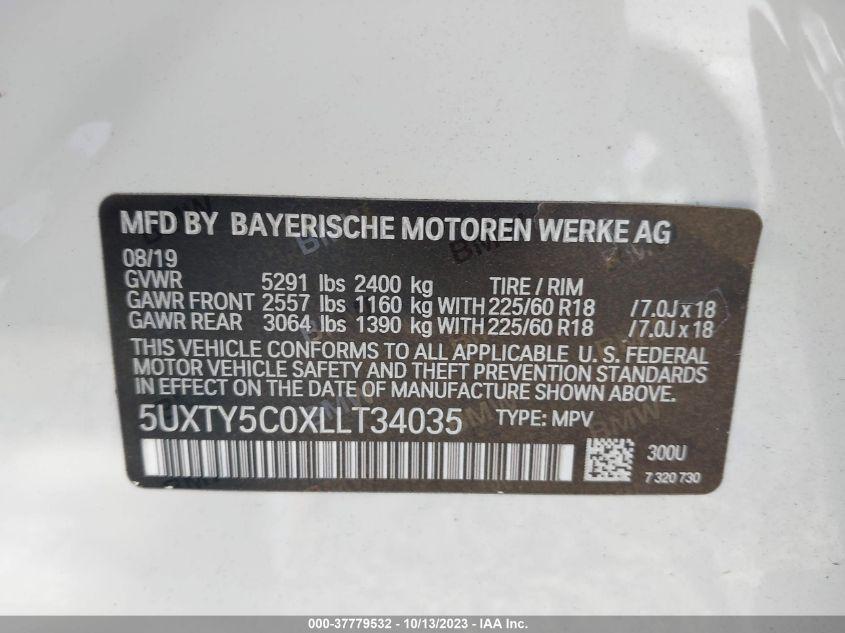 MFD BY BAYERISCHE MOTOREN WERKE AG
08/19
GVWR 5291 lbs 2400 kg TIRE / RIM
GAWR FRONT 2557 lbs 1160 kg WITH 225/60 R18 / 7.0J x 18
GAWR REAR 3064 lbs 1390 kg WITH 225/60 R18 / 7.0J x 18
THIS VEHICLE CONFORMS TO ALL APPLICABLE U.S. FEDERAL
MOTOR VEHICLE SAFETY AND THEFT PREVENTION STANDARDS
IN EFFECT ON THE DATE OF MANUFACTURE SHOWN ABOVE.
5UXTY5C0XLLT34035 TYPE: MPV
300U
7 320 730
000-37779532 - 10/13/2023 - © IAA, Inc.